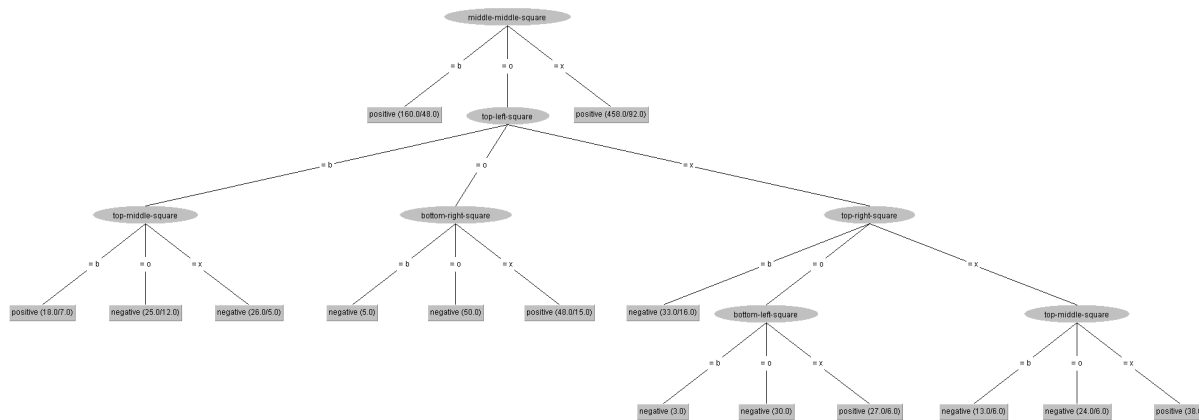 middle-middle-square
= b
= o
= x
positive (160.0/48.0)
top-left-square
positive (458.0/92.0)
= b
= o
= x
top-middle-square
bottom-right-square
top-right-square
= b
= o
= x
= b
= o
= x
= b
= o
= x
positive (18.0/7.0)
negative (25.0/12.0)
negative (26.0/5.0)
negative (5.0)
negative (50.0)
positive (48.0/15.0)
negative (33.0/16.0)
bottom-left-square
top-middle-square
= b
= o
= x
= b
= o
= x
negative (3.0)
negative (30.0)
positive (27.0/6.0)
negative (13.0/6.0)
negative (24.0/6.0)
positive (38